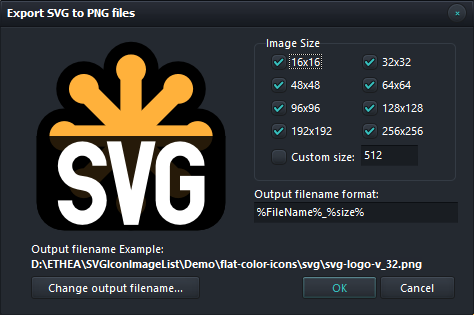 Export SVG to PNG files
Image Size
16x16
32x32
48x48
64x64
96x96
128x128
192x192
256x256
Custom size:
512
SVG
Output filename format:
%FileName%_%size%
Output filename Example:
D:\ETHEA\SVGIconImageList\Demo\flat-color-icons\svg\svg-logo-v_32.png
Change output filename...
OK
Cancel